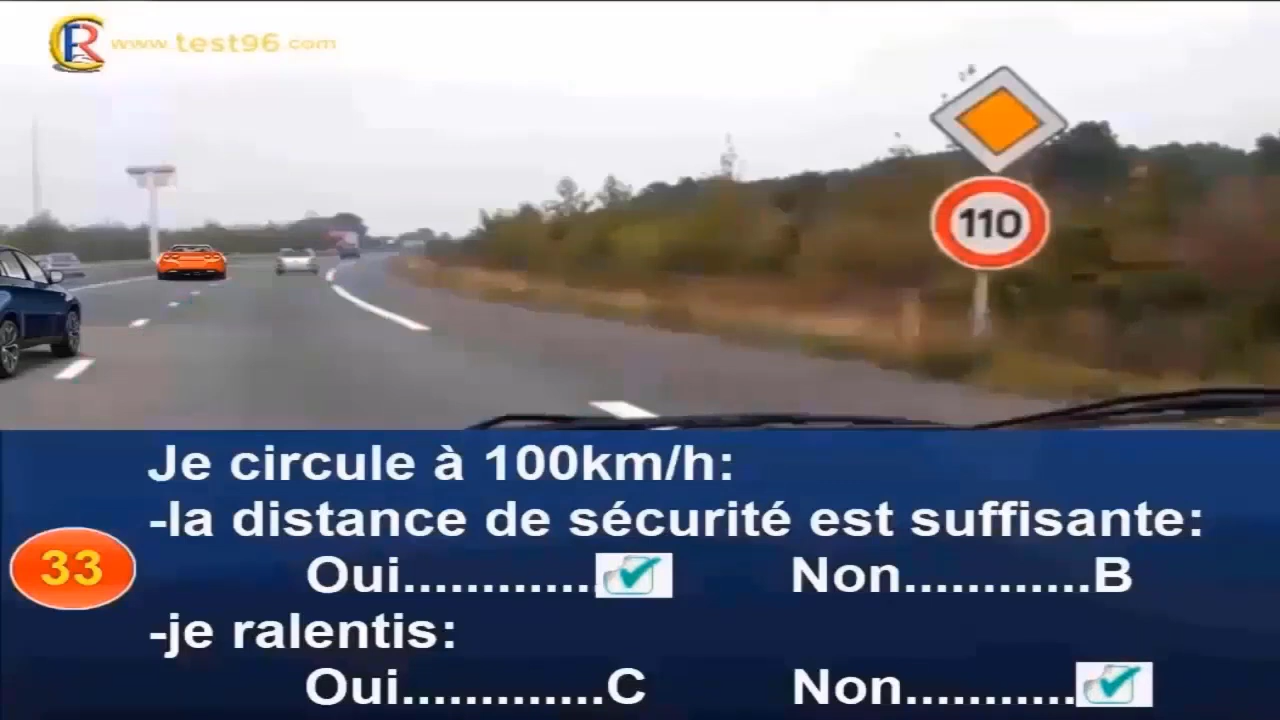 CR www.test96.com
110
Je circule à 100km/h:
-la distance de sécurité est suffisante:
33
Oui............. Non............B
-je ralentis:
Oui.............C Non...........